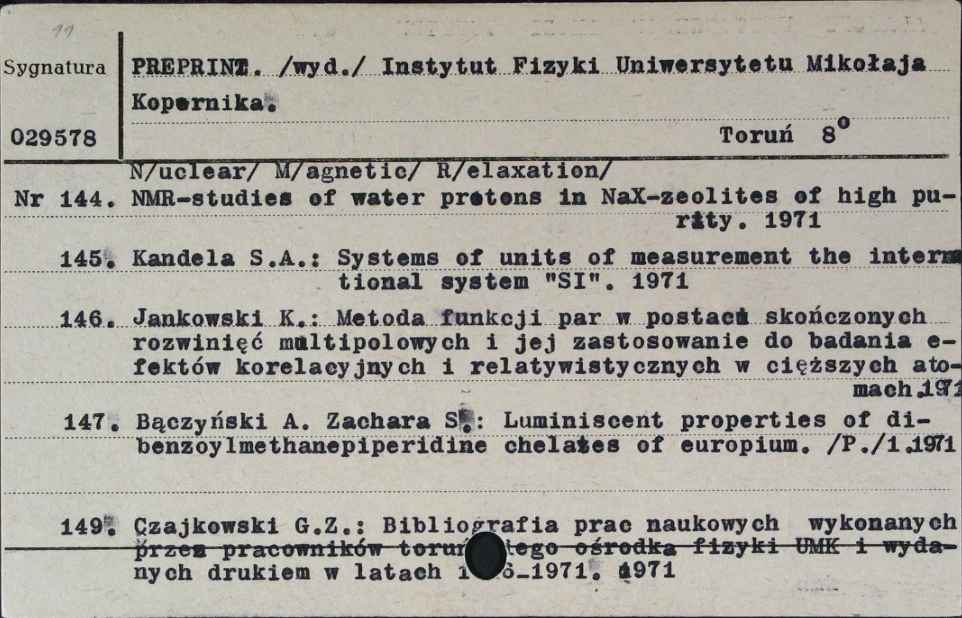 11
Sygnatura PREPRINT. /wyd./ Instytut Fizyki Uniwersytetu Mikołaja
Kopernika.
029578 Toruń 8°
N/uclear/ M/agnetic/ R/elaxation/
Nr 144. NMR-studies of water protons in NaX-zeolites of high pu-
rity. 1971
145. Kandela S.A.: Systems of units of measurement the interna
tional system "SI". 1971
146. Jankowski K.: Metoda funkcji par w postaci skończonych
rozwinięć multipolowych i jej zastosowanie do badania e-
fektów korelacyjnych i relatywistycznych w cięższych ato-
mach.1971
147. Bączyński A. Zachara S.: Luminiscent properties of di-
benzoylmethanepiperidine chelates of europium. /P./1.1971
149. Czajkowski G.Z.: Bibliografia prac naukowych wykonanych
przez pracowników ośrodka fizyki UMK i wyda-
nych drukiem w latach 6-1971. 1971